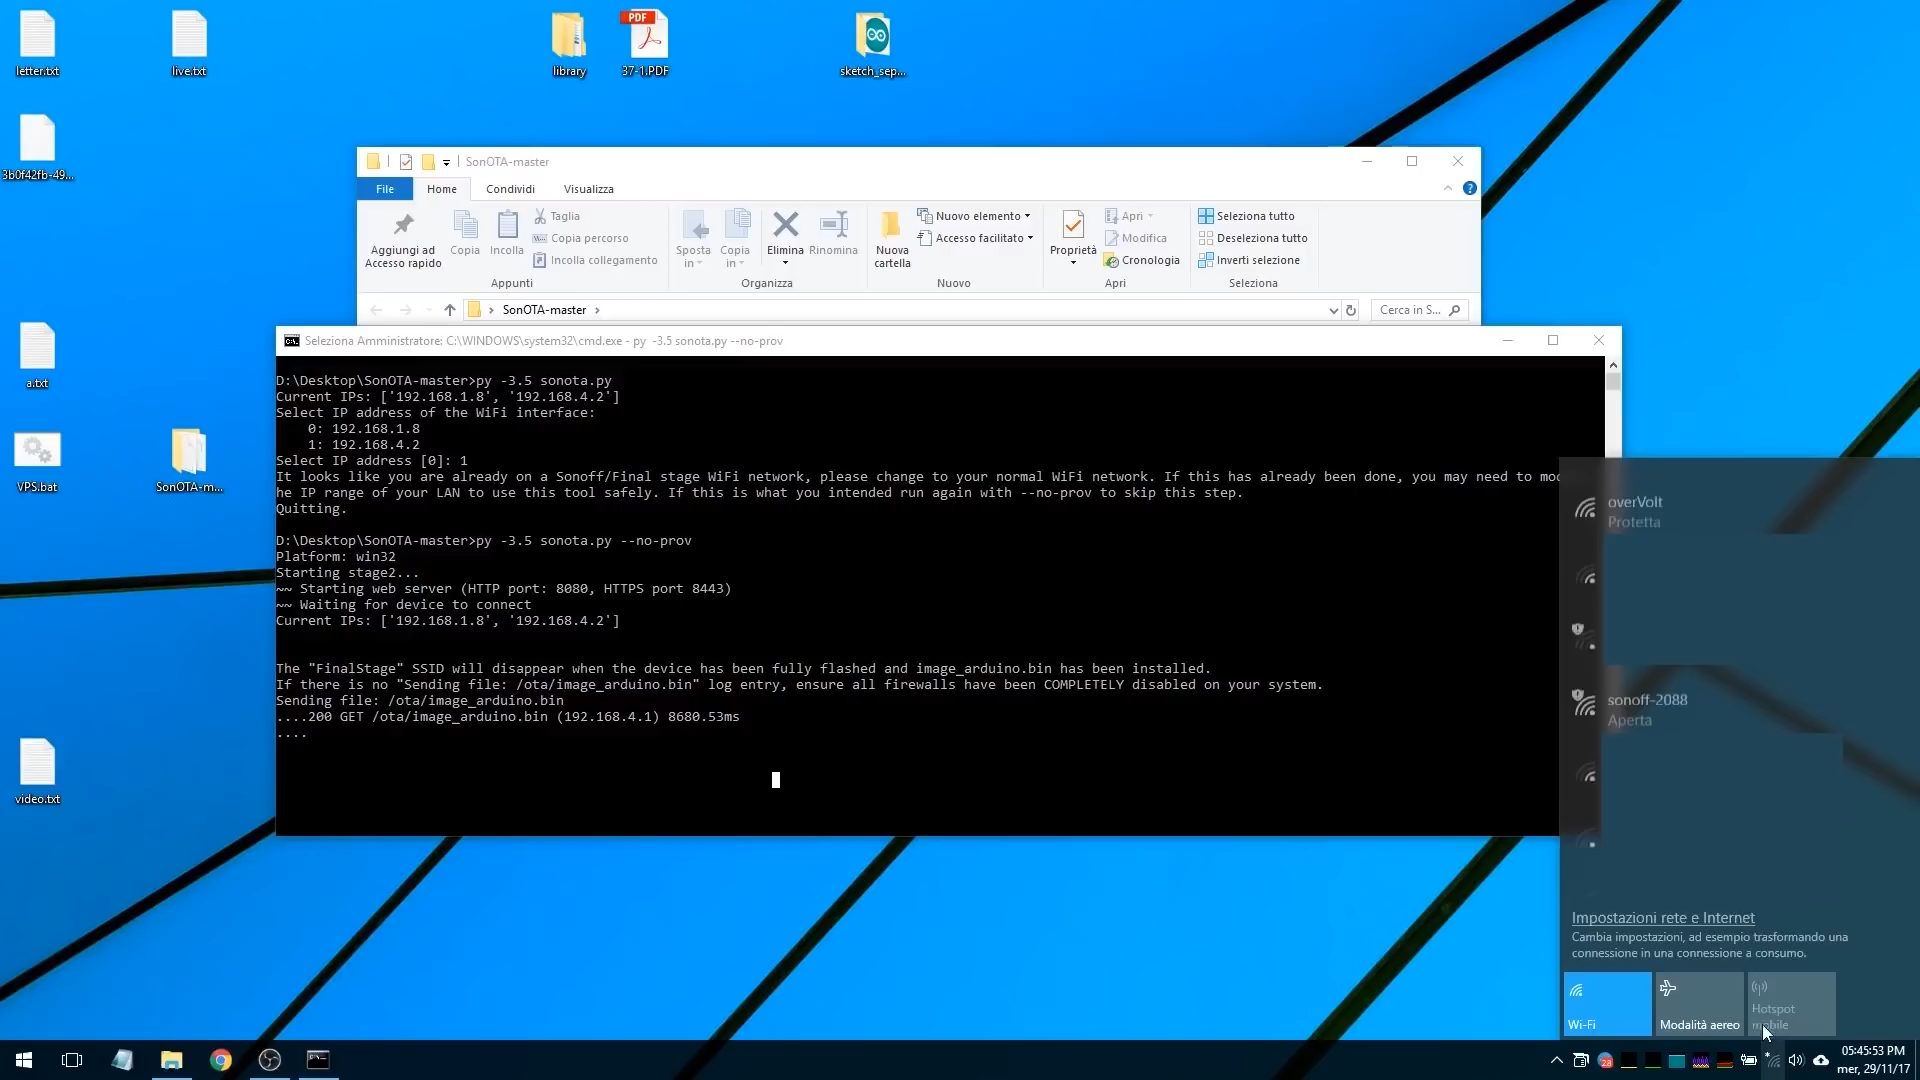 letter.txt
live.txt
library
PDF
37-1.PDF
sketch_sep...
3b0f42fb-49...
a.txt
VPS.bat
SonOTA-m...
video.txt
SonOTA-master
File
Home
Condividi
Visualizza
Aggiungi ad
Accesso rapido
Copia
Incolla
Taglia
Copia percorso
Incolla collegamento
Appunti
Sposta
in
Copia
in
Elimina
Rinomina
Organizza
Nuova
cartella
Nuovo elemento
Accesso facilitato
Nuovo
Proprietà
Apri
Modifica
Cronologia
Apri
Seleziona tutto
Deseleziona tutto
Inverti selezione
Seleziona
SonOTA-master
Cerca in S...
Seleziona Amministratore: C:\WINDOWS\system32\cmd.exe - py -3.5 sonota.py --no-prov
D:\Desktop\SonOTA-master>py -3.5 sonota.py
Current IPs: ['192.168.1.8', '192.168.4.2']
Select IP address of the WiFi interface:
0: 192.168.1.8
1: 192.168.4.2
Select IP address [0]: 1
It looks like you are already on a Sonoff/Final stage WiFi network, please change to your normal WiFi network. If this has already been done, you may need to mo
he IP range of your LAN to use this tool safely. If this is what you intended run again with --no-prov to skip this step.
Quitting.
D:\Desktop\SonOTA-master>py -3.5 sonota.py --no-prov
Platform: win32
Starting stage2...
~~ Starting web server (HTTP port: 8080, HTTPS port 8443)
~~ Waiting for device to connect
Current IPs: ['192.168.1.8', '192.168.4.2']
The "FinalStage" SSID will disappear when the device has been fully flashed and image_arduino.bin has been installed.
If there is no "Sending file: /ota/image_arduino.bin" log entry, ensure all firewalls have been COMPLETELY disabled on your system.
Sending file: /ota/image_arduino.bin
....200 GET /ota/image_arduino.bin (192.168.4.1) 8680.53ms
....
overVolt
Protetta
sonoff-2088
Aperta
Impostazioni rete e Internet
Cambia impostazioni, ad esempio trasformando una
connessione in una connessione a consumo.
Wi-Fi
Modalità aereo
Hotspot
mobile
28
05:45:53 PM
mer, 29/11/17